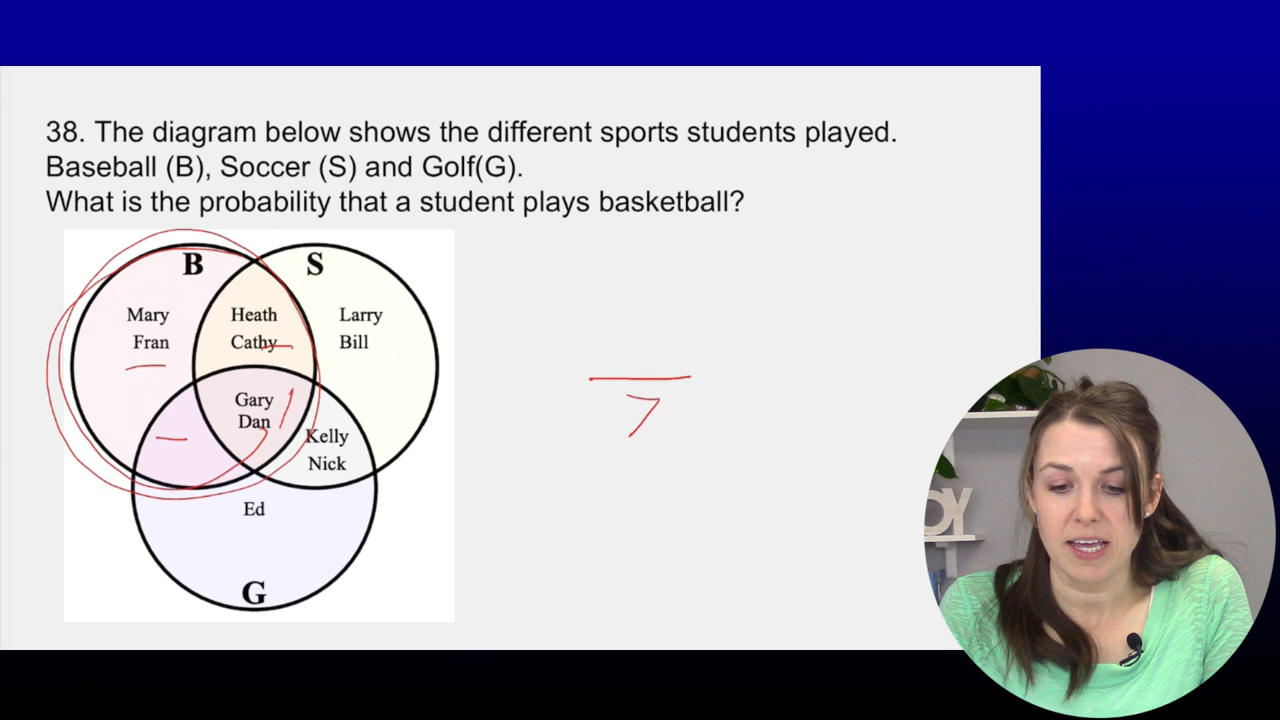 38. The diagram below shows the different sports students played.
Baseball (B), Soccer (S) and Golf(G).
What is the probability that a student plays basketball?
B
S
Mary
Fran
Heath
Cathy
Larry
Bill
Gary
Dan
Kelly
Nick
Ed
G
7
OY